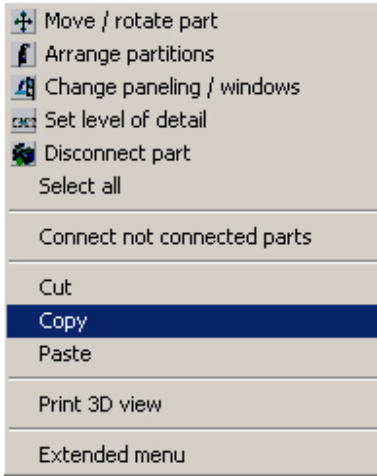 Move / rotate part
Arrange partitions
Change paneling / windows
Set level of detail
Disconnect part
Select all
Connect not connected parts
Cut
Copy
Paste
Print 3D view
Extended menu